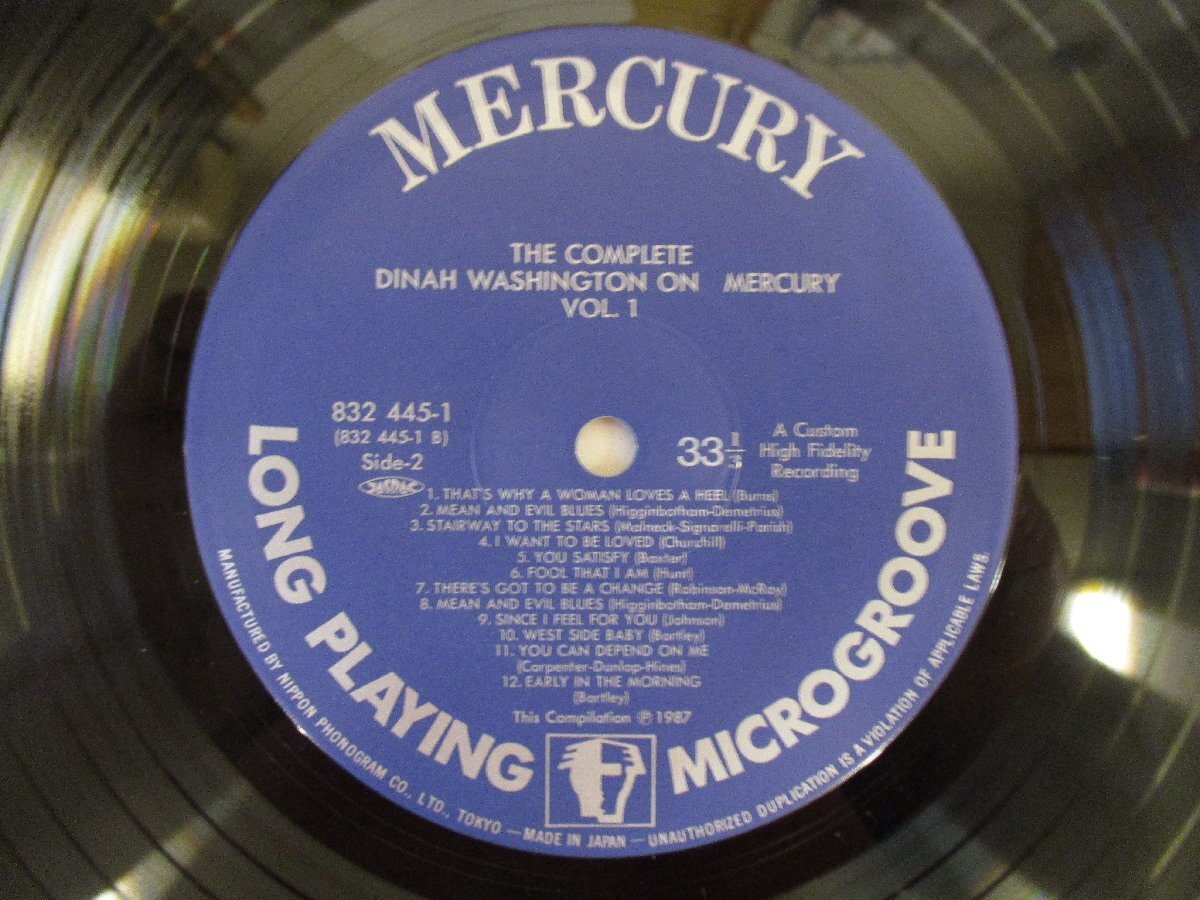 MERCURY
THE COMPLETE
DINAH WASHINGTON ON MERCURY
VOL. 1
832 445-1
(832 445-1 B)
Side-2
33 1/3
A Custom
High Fidelity
Recording
1. THAT'S WHY A WOMAN LOVES A HEEL (Burns)
2. MEAN AND EVIL BLUES (Higginbotham-Demetrius)
3. STAIRWAY TO THE STARS (Malneck-Signorelli-Parish)
4. I WANT TO BE LOVED (Churchill)
5. YOU SATISFY (Baxter)
6. FOOL THAT I AM (Hunt)
7. THERE'S GOT TO BE A CHANGE (Robinson-McRay)
8. MEAN AND EVIL BLUES (Higginbotham-Demetrius)
9. SINCE I FEEL FOR YOU (Johnson)
10. WEST SIDE BABY (Bartley)
11. YOU CAN DEPEND ON ME
(Carpenter-Dunlap-Hines)
12. EARLY IN THE MORNING
(Bartley)
This Compilation ℗ 1987
LONG PLAYING MICROGROOVE
MANUFACTURED BY NIPPON PHONOGRAM CO., LTD., TOKYO — MADE IN JAPAN — UNAUTHORIZED DUPLICATION IS A VIOLATION OF APPLICABLE LAWS.